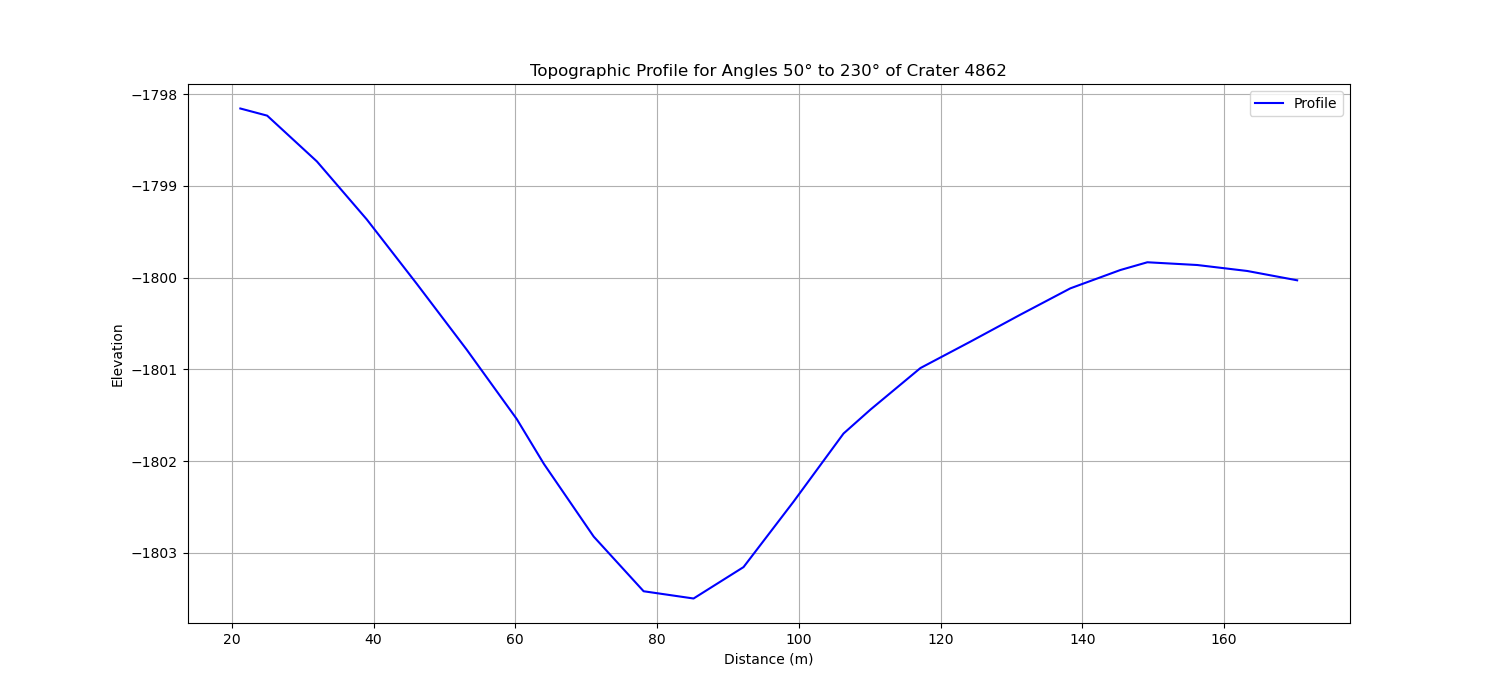 Topographic Profile for Angles 50° to 230° of Crater 4862
Profile
−1798
−1799
−1800
−1801
−1802
−1803
Elevation
20 40 60 80 100 120 140 160
Distance (m)